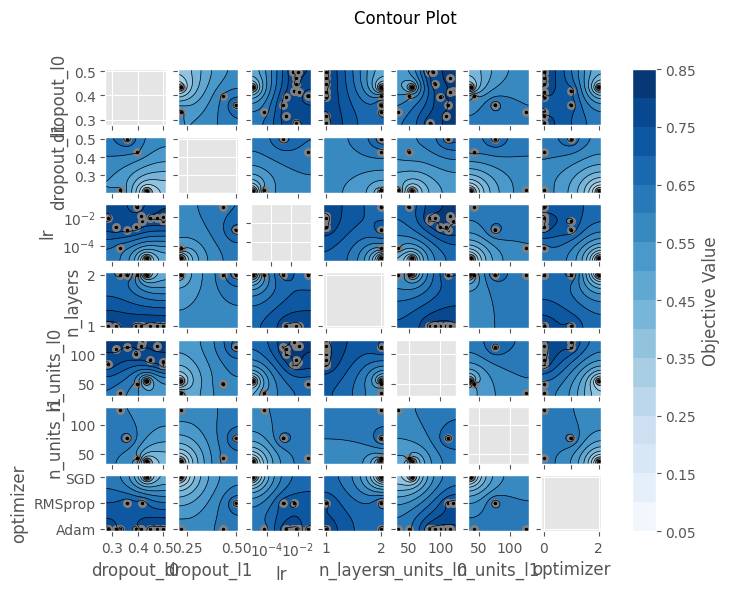 Contour Plot
dropout_l0
0.5
0.4
0.3
dropout_l1
0.5
0.4
0.3
lr
10⁻²
10⁻⁴
n_layers
2
1
n_units_l0
100
50
n_units_l1
100
50
optimizer
SGD
RMSprop
Adam
0.3 0.4 0.5 0.25 0.50 10⁻⁴ 10⁻² 1 2 50 100 50 100 0 2
dropout_l0 dropout_l1 lr n_layers n_units_l0 n_units_l1 optimizer
0.85
0.75
0.65
0.55
0.45
0.35
0.25
0.15
0.05
Objective Value